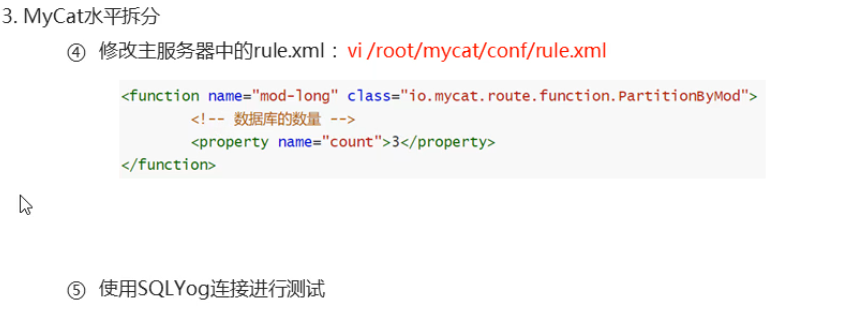 3. MyCat水平拆分
④ 修改主服务器中的rule.xml：vi /root/mycat/conf/rule.xml
<function name="mod-long" class="io.mycat.route.function.PartitionByMod">
<!-- 数据库的数量 -->
<property name="count">3</property>
</function>
⑤ 使用SQLYog连接进行测试